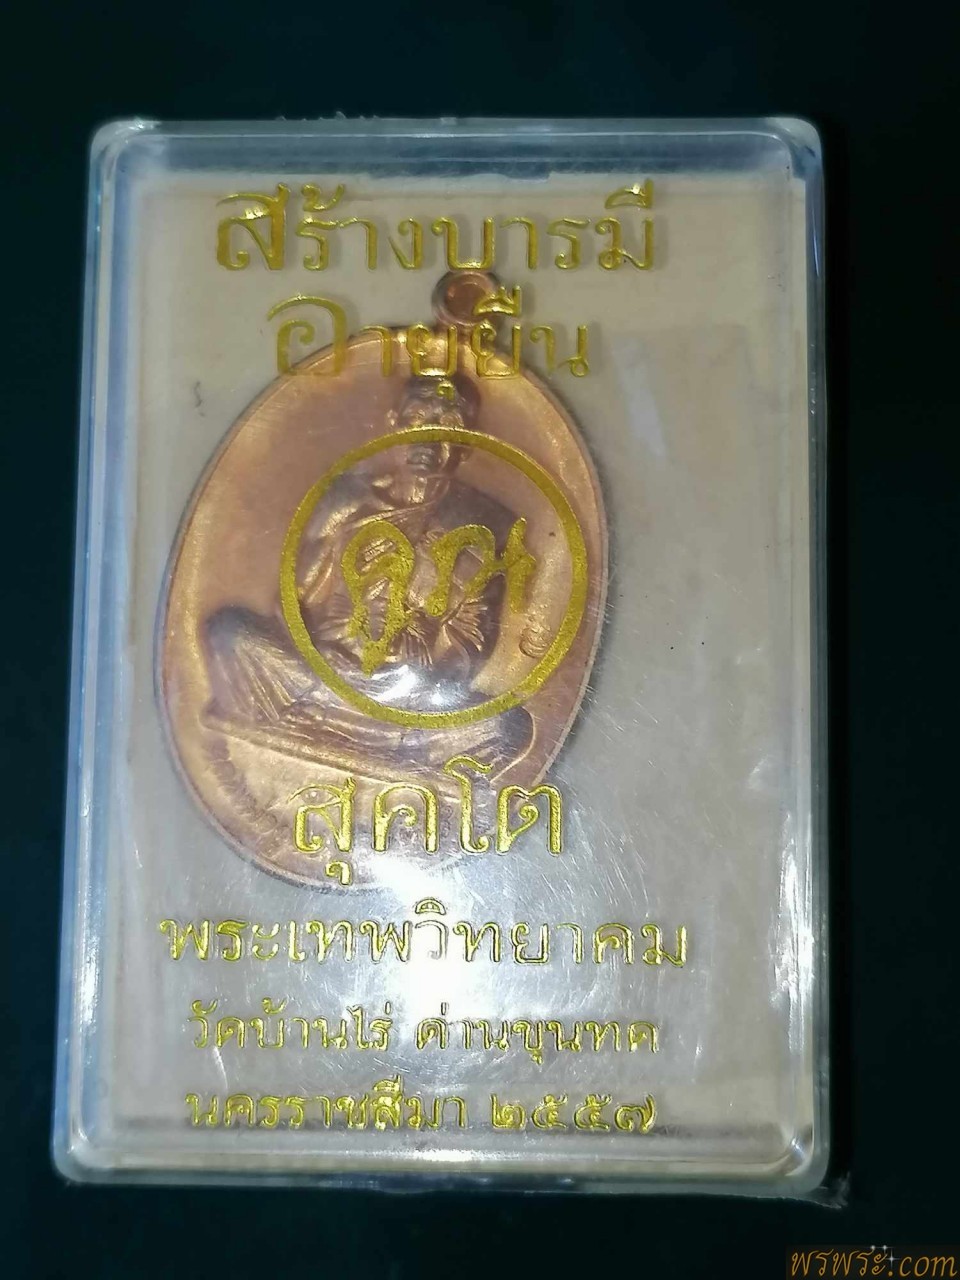 สร้างบารมี
อายุยืน
คูณ
สุคโต
พระเทพวิทยาคม
วัดบ้านไร่ ด่านขุนทด
นครราชสีมา ๒๕๕๗
พรพระ.com